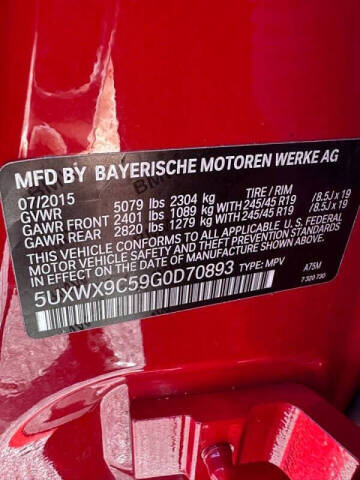 MFD BY BAYERISCHE MOTOREN WERKE AG
07/2015 TIRE / RIM
GVWR 5079 lbs 2304 kg
GAWR FRONT 2401 lbs 1089 kg WITH 245/45 R19 / 8.5J x 19
GAWR REAR 2820 lbs 1279 kg WITH 245/45 R19 / 8.5J x 19
THIS VEHICLE CONFORMS TO ALL APPLICABLE U.S. FEDERAL
MOTOR VEHICLE SAFETY STANDARDS IN EFFECT ON THE DATE OF MANUFACTURE SHOWN ABOVE.
5UXWX9C59G0D70893 TYPE: MPV A75M
7 320 730